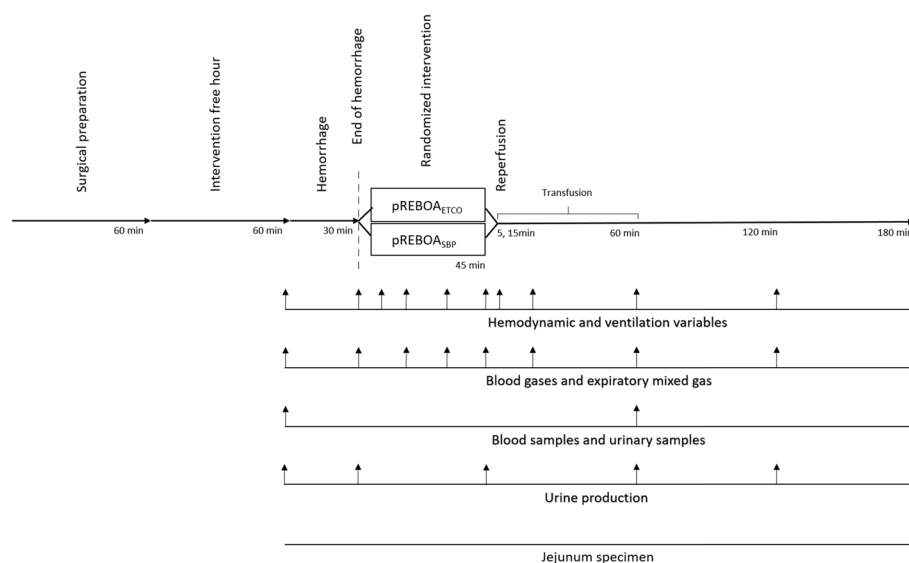 Surgical preparation
Intervention free hour
Hemorrhage
End of hemorrhage
Randomized intervention
Reperfusion
Transfusion
pREBOA_ETCO
pREBOA_SBP
60 min
60 min
30 min
45 min
5, 15min
60 min
120 min
180 min
Hemodynamic and ventilation variables
Blood gases and expiratory mixed gas
Blood samples and urinary samples
Urine production
Jejunum specimen